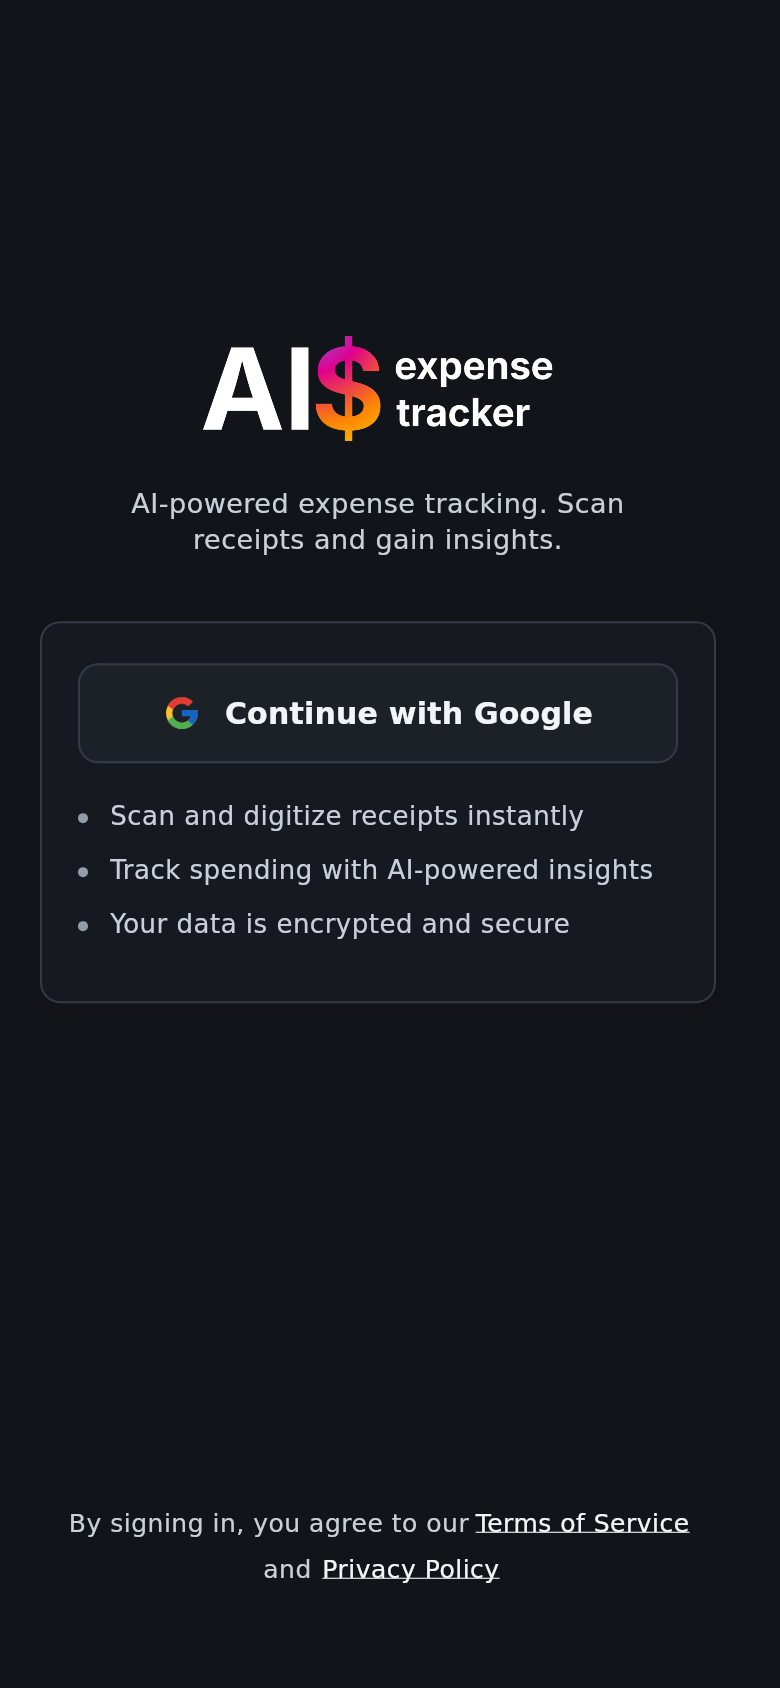 AI$ expense
tracker
AI-powered expense tracking. Scan
receipts and gain insights.
Continue with Google
Scan and digitize receipts instantly
Track spending with AI-powered insights
Your data is encrypted and secure
By signing in, you agree to our Terms of Service
and Privacy Policy